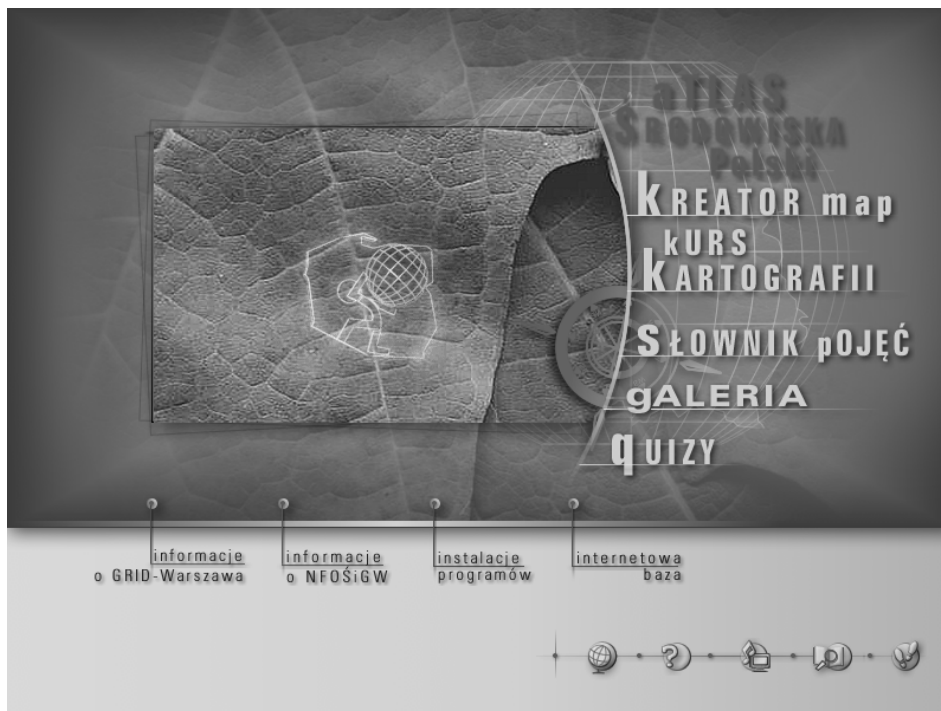 aTLAS
ŚRODOWISKA
Polski
kREATOR map
kURS
kARTOGRAFII
SŁOWNIK pOJĘĆ
gALERIA
qUIZY
informacje
o GRID-Warszawa
informacje
o NFOŚiGW
instalacje
programów
internetowa
baza